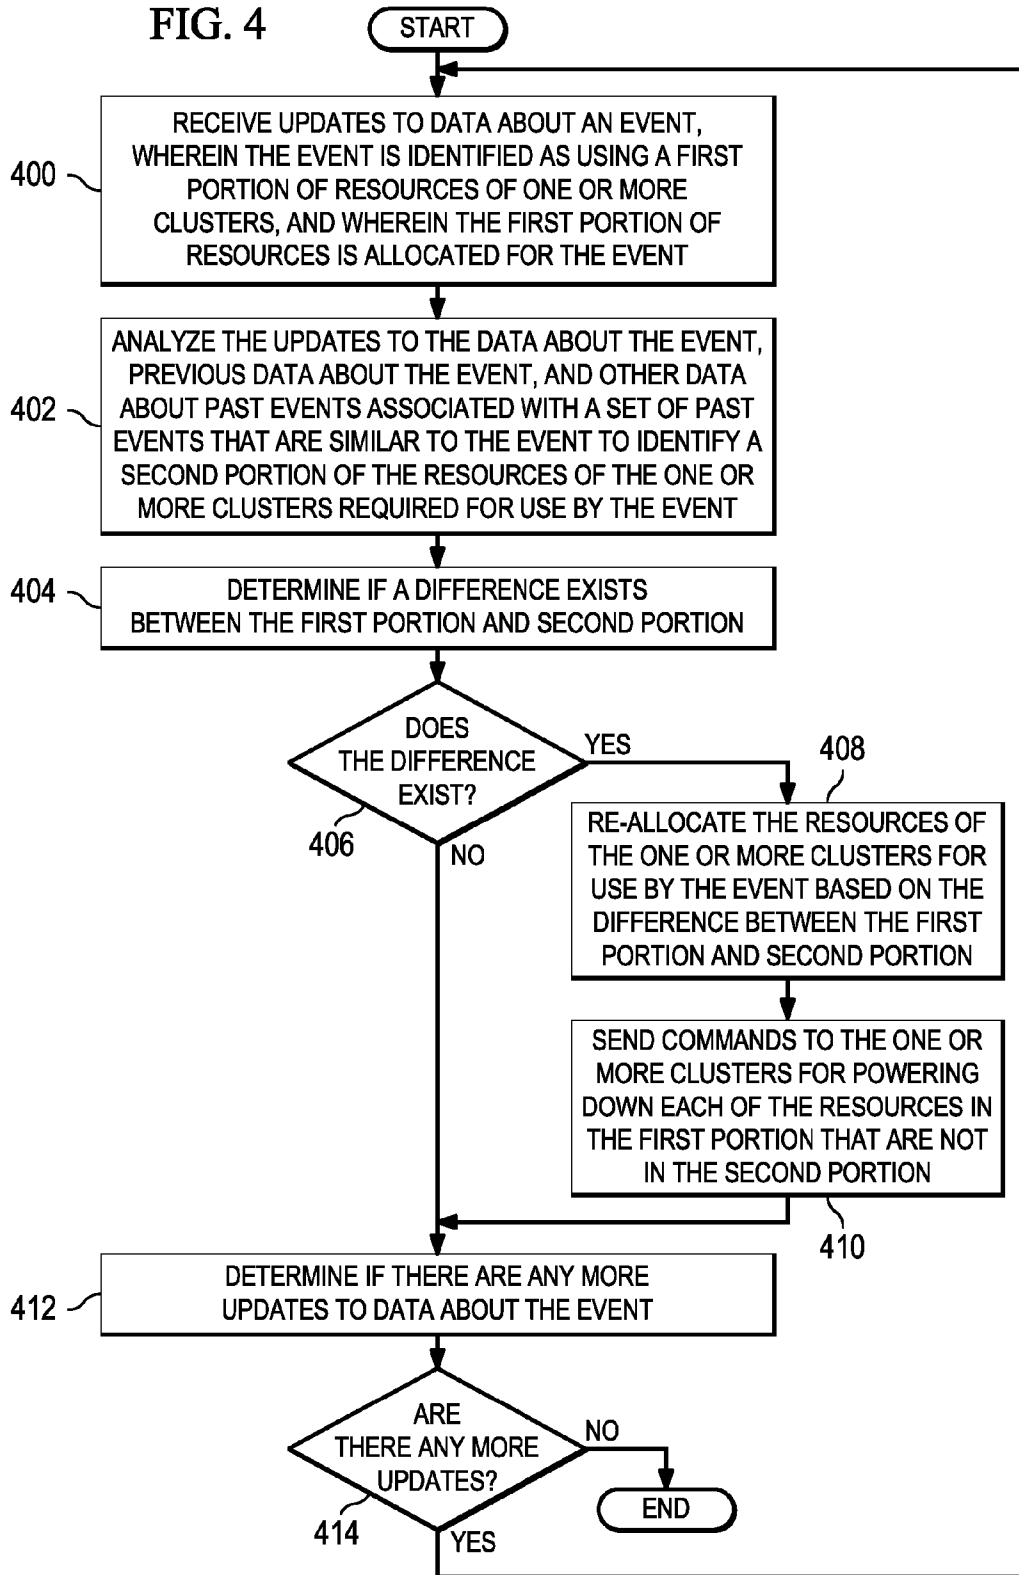 FIG. 4
START
400
RECEIVE UPDATES TO DATA ABOUT AN EVENT,
WHEREIN THE EVENT IS IDENTIFIED AS USING A FIRST
PORTION OF RESOURCES OF ONE OR MORE
CLUSTERS, AND WHEREIN THE FIRST PORTION OF
RESOURCES IS ALLOCATED FOR THE EVENT
402
ANALYZE THE UPDATES TO THE DATA ABOUT THE EVENT,
PREVIOUS DATA ABOUT THE EVENT, AND OTHER DATA
ABOUT PAST EVENTS ASSOCIATED WITH A SET OF PAST
EVENTS THAT ARE SIMILAR TO THE EVENT TO IDENTIFY A
SECOND PORTION OF THE RESOURCES OF THE ONE OR
MORE CLUSTERS REQUIRED FOR USE BY THE EVENT
404
DETERMINE IF A DIFFERENCE EXISTS
BETWEEN THE FIRST PORTION AND SECOND PORTION
DOES
THE DIFFERENCE
EXIST?
406
YES
NO
408
RE-ALLOCATE THE RESOURCES OF
THE ONE OR MORE CLUSTERS FOR
USE BY THE EVENT BASED ON THE
DIFFERENCE BETWEEN THE FIRST
PORTION AND SECOND PORTION
SEND COMMANDS TO THE ONE OR
MORE CLUSTERS FOR POWERING
DOWN EACH OF THE RESOURCES IN
THE FIRST PORTION THAT ARE NOT
IN THE SECOND PORTION
410
412
DETERMINE IF THERE ARE ANY MORE
UPDATES TO DATA ABOUT THE EVENT
ARE
THERE ANY MORE
UPDATES?
414
NO
END
YES